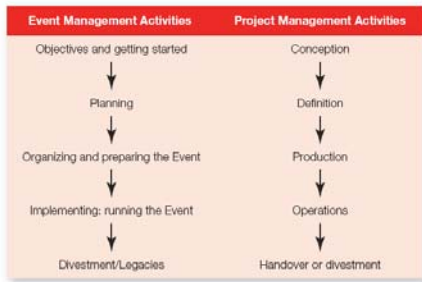 Event Management Activities
Project Management Activities
Objectives and getting started
Conception
Planning
Definition
Organizing and preparing the Event
Production
Implementing: running the Event
Operations
Divestment/Legacies
Handover or divestment